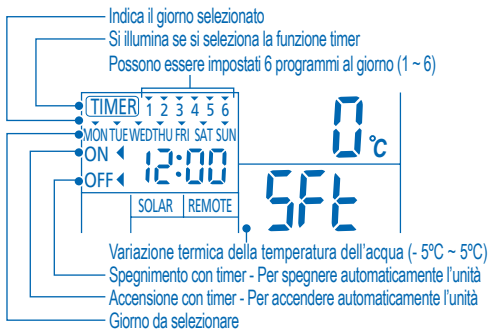 Indica il giorno selezionato
Si illumina se si seleziona la funzione timer
Possono essere impostati 6 programmi al giorno (1 ~ 6)
TIMER 1 2 3 4 5 6
MON TUE WED THU FRI SAT SUN
ON
OFF
12:00
SOLAR REMOTE
0 °C
SFt
Variazione termica della temperatura dell'acqua (- 5ºC ~ 5ºC)
Spegnimento con timer - Per spegnere automaticamente l'unità
Accensione con timer - Per accendere automaticamente l'unità
Giorno da selezionare